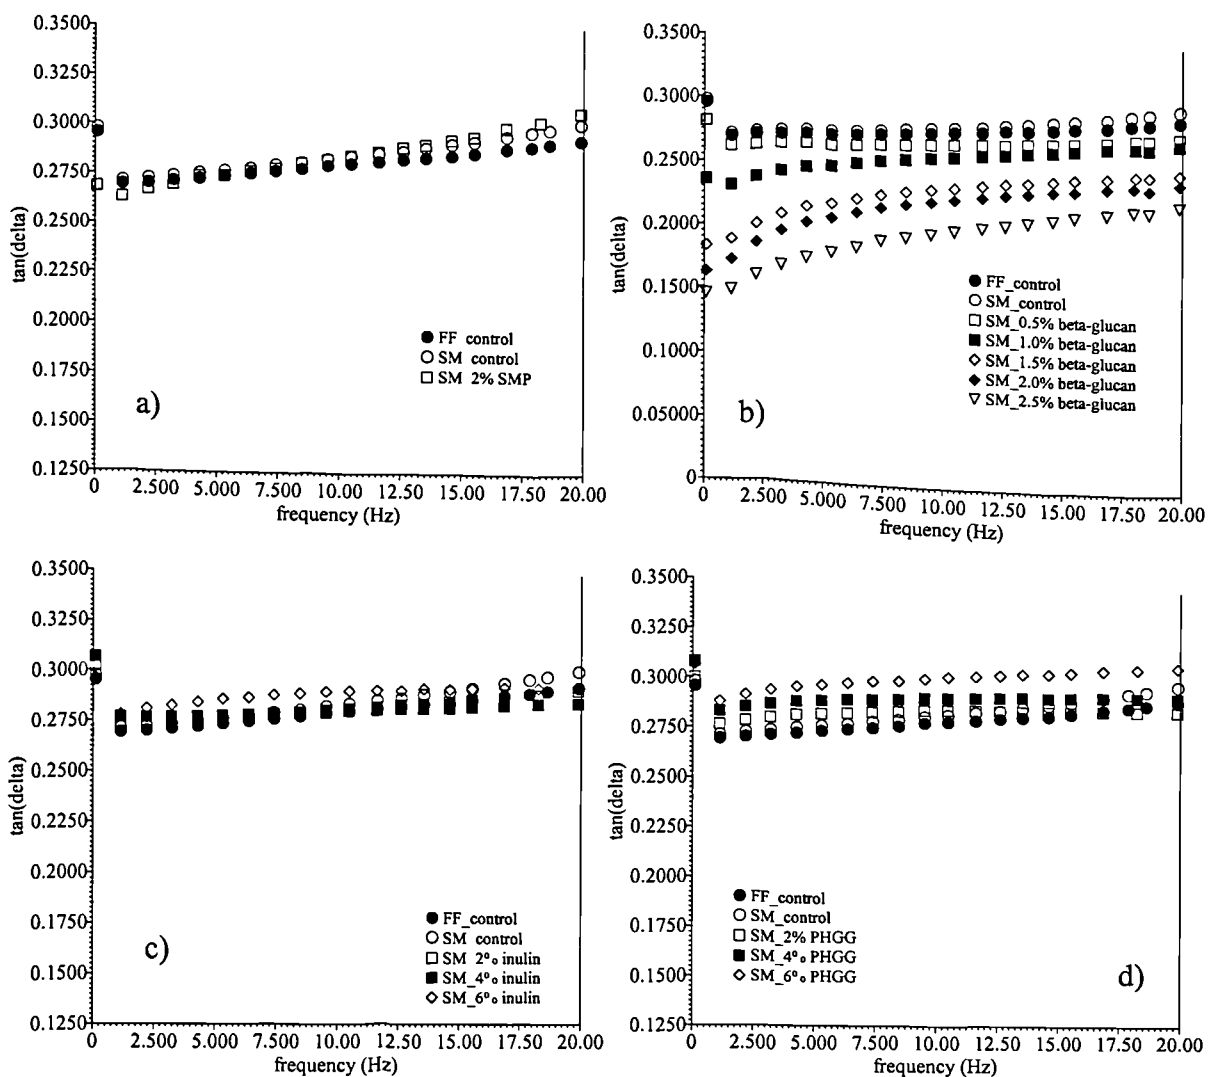 0.3500
0.3250
0.3000
0.2750
0.2500
0.2250
0.2000
0.1750
0.1500
0.1250
tan(delta)
0 2.500 5.000 7.500 10.00 12.50 15.00 17.50 20.00
frequency (Hz)
FF control
SM control
SM 2% SMP
a)
0.3500
0.3000
0.2500
0.2000
0.1500
0.1000
0.05000
0
tan(delta)
0 2.500 5.000 7.500 10.00 12.50 15.00 17.50 20.00
frequency (Hz)
FF_control
SM_control
SM_0.5% beta-glucan
SM_1.0% beta-glucan
SM_1.5% beta-glucan
SM_2.0% beta-glucan
SM_2.5% beta-glucan
b)
0.3500
0.3250
0.3000
0.2750
0.2500
0.2250
0.2000
0.1750
0.1500
0.1250
tan(delta)
0 2.500 5.000 7.500 10.00 12.50 15.00 17.50 20.00
frequency (Hz)
FF_control
SM control
SM 2% inulin
SM_4% inulin
SM_6% inulin
c)
0.3500
0.3250
0.3000
0.2750
0.2500
0.2250
0.2000
0.1750
0.1500
0.1250
tan(delta)
0 2.500 5.000 7.500 10.00 12.50 15.00 17.50 20.00
frequency (Hz)
FF_control
SM_control
SM_2% PHGG
SM_4% PHGG
SM_6% PHGG
d)